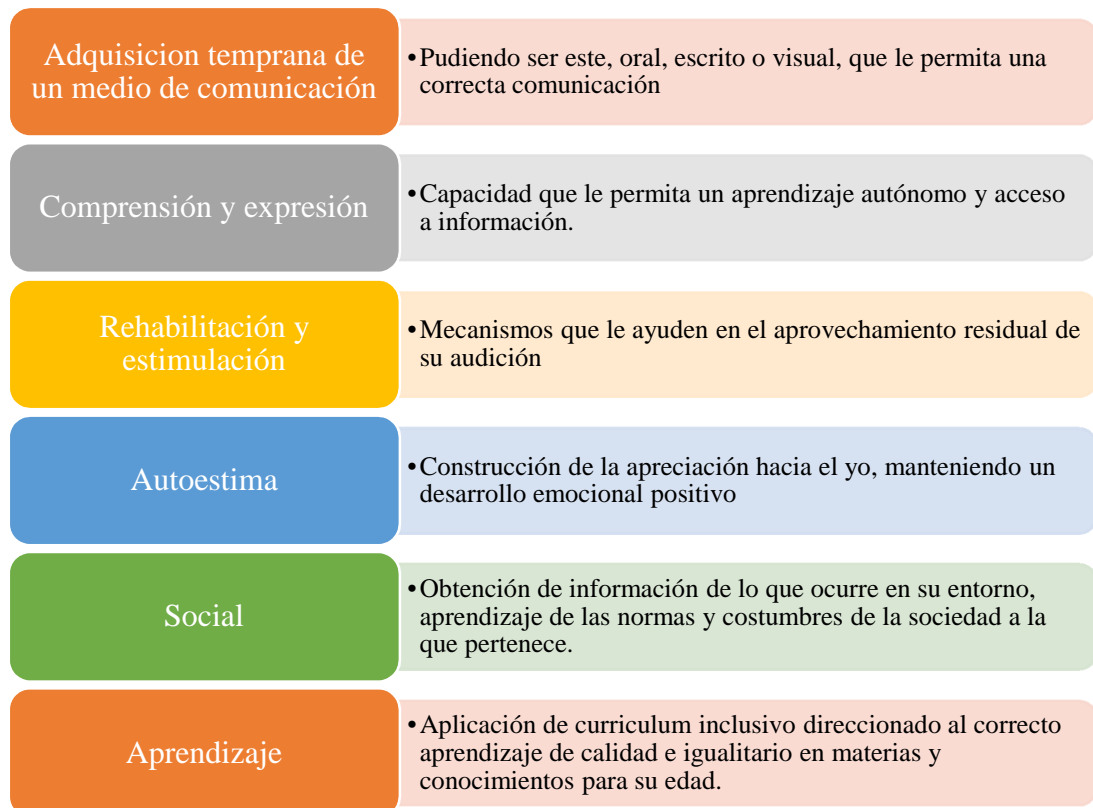 Adquisicion temprana de
un medio de comunicación
•Pudiendo ser este, oral, escrito o visual, que le permita una
correcta comunicación
Comprensión y expresión
•Capacidad que le permita un aprendizaje autónomo y acceso
a información.
Rehabilitación y
estimulación
•Mecanismos que le ayuden en el aprovechamiento residual de
su audición
Autoestima
•Construcción de la apreciación hacia el yo, manteniendo un
desarrollo emocional positivo
Social
•Obtención de información de lo que ocurre en su entorno,
aprendizaje de las normas y costumbres de la sociedad a la
que pertenece.
Aprendizaje
•Aplicación de curriculum inclusivo direccionado al correcto
aprendizaje de calidad e igualitario en materias y
conocimientos para su edad.